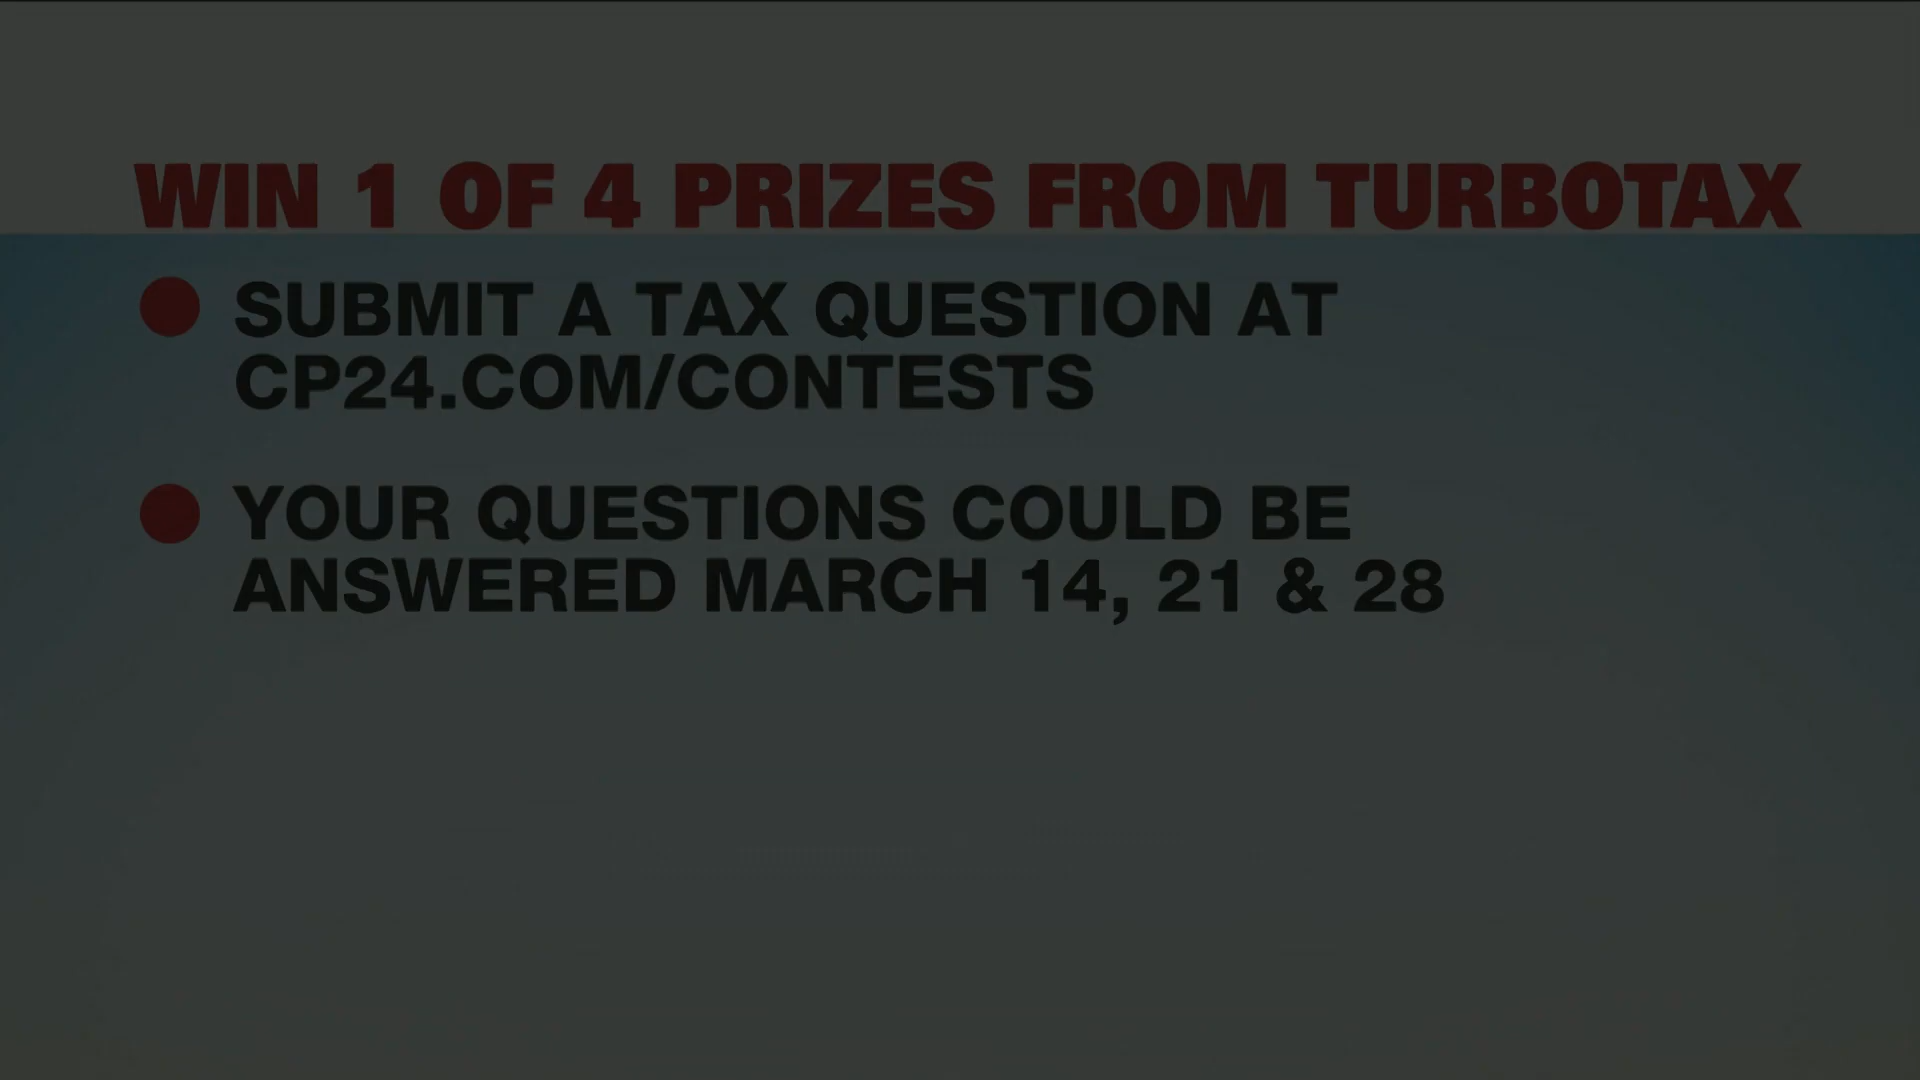 WIN 1 OF 4 PRIZES FROM TURBOTAX
SUBMIT A TAX QUESTION AT
CP24.COM/CONTESTS
YOUR QUESTIONS COULD BE
ANSWERED MARCH 14, 21 & 28